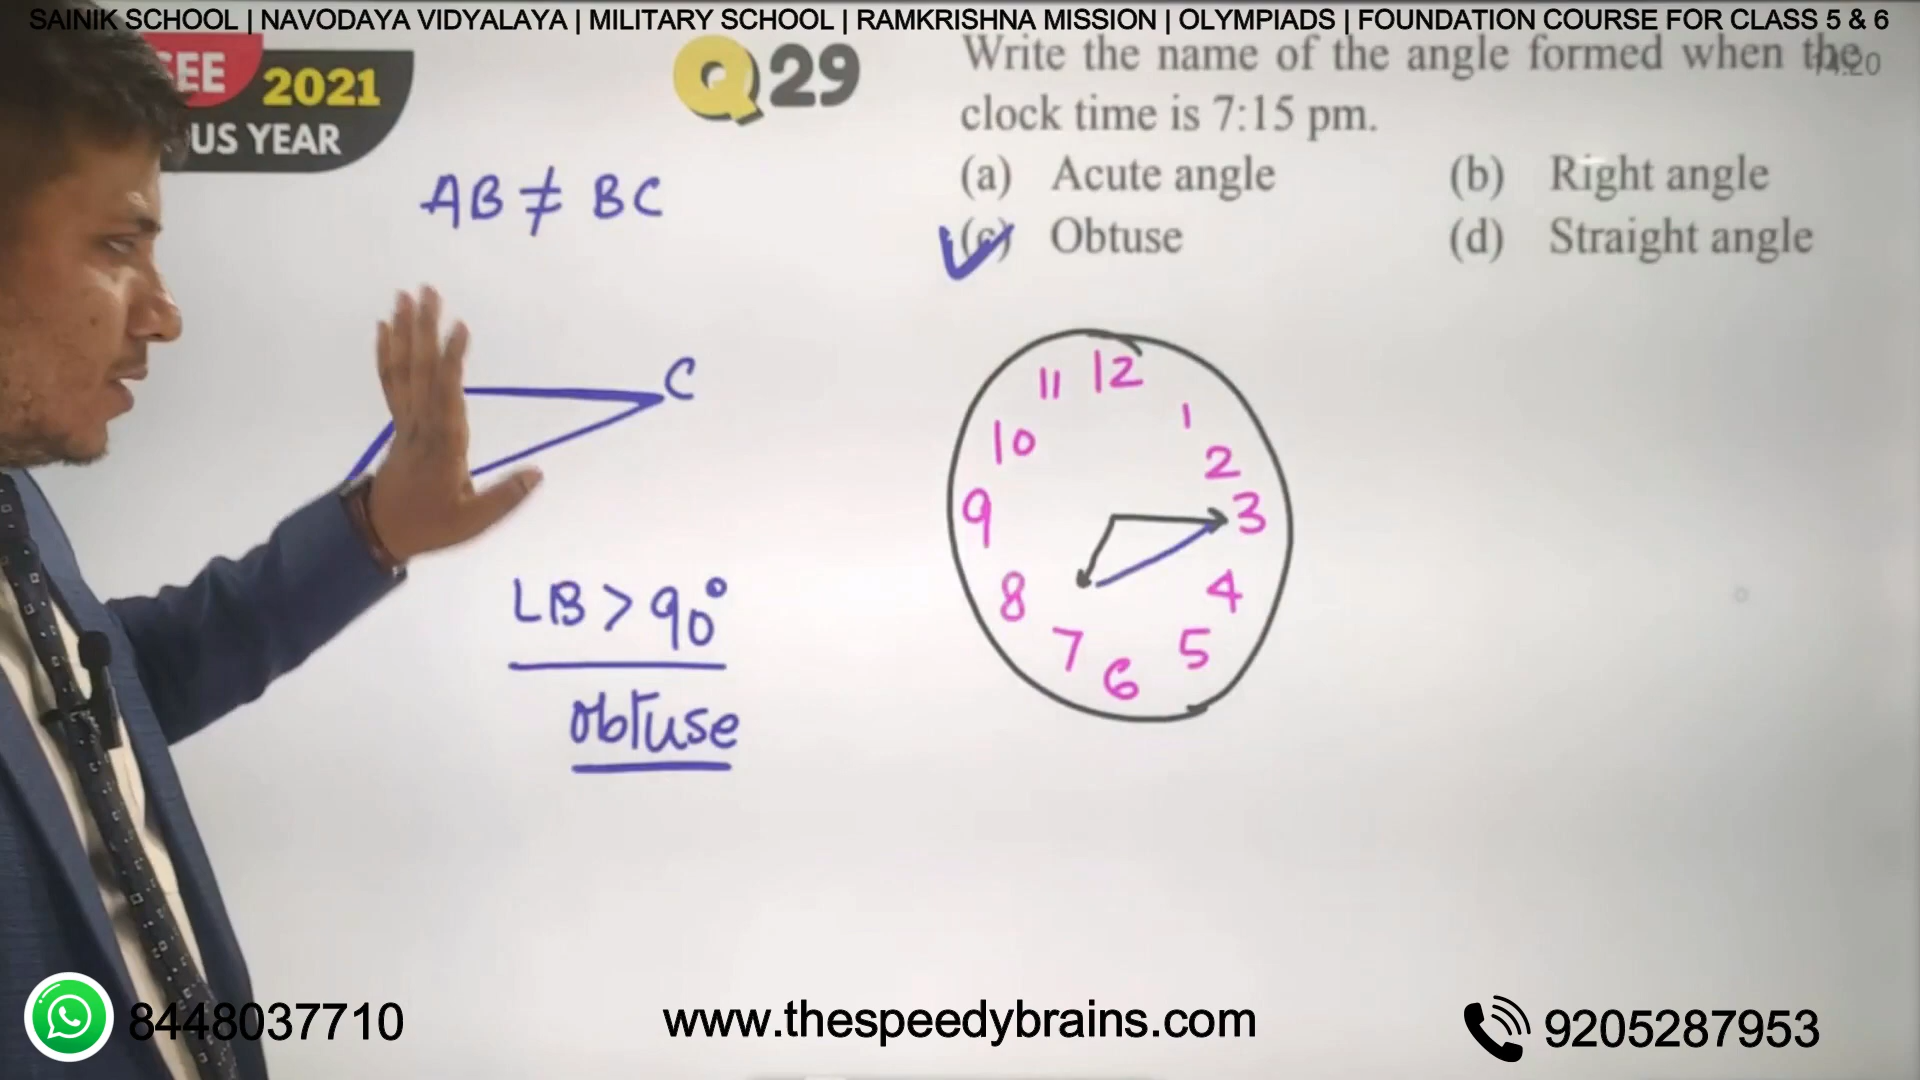 SAINIK SCHOOL | NAVODAYA VIDYALAYA | MILITARY SCHOOL | RAMKRISHNA MISSION | OLYMPIADS | FOUNDATION COURSE FOR CLASS 5 & 6
EE 2021
US YEAR
Q29
Write the name of the angle formed when the
clock time is 7:15 pm.
(a) Acute angle
(b) Right angle
(c) Obtuse
(d) Straight angle
AB ≠ BC
C
∠B > 90°
obtuse
12
1
2
3
4
5
6
7
8
9
10
11
8448037710
www.thespeedybrains.com
9205287953